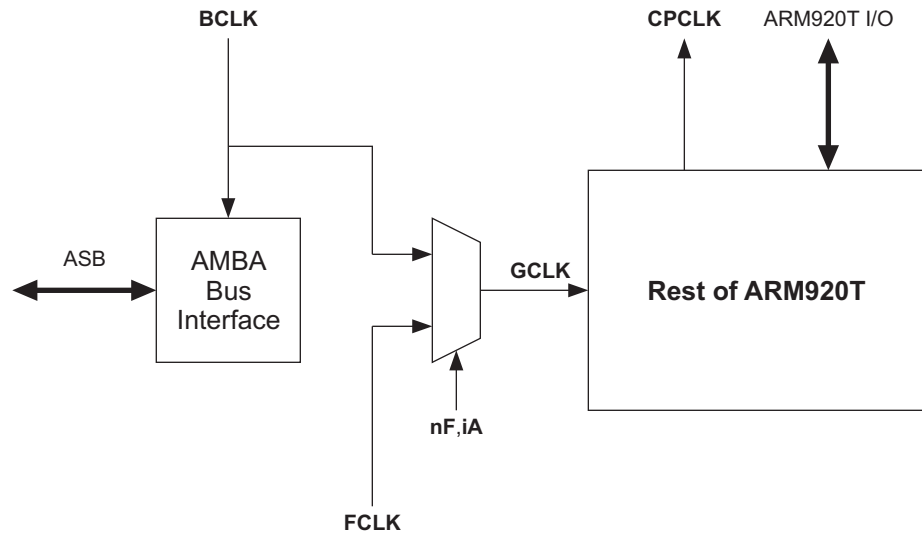 BCLK
CPCLK
ARM920T I/O
ASB
AMBA
Bus
Interface
GCLK
Rest of ARM920T
nF,iA
FCLK